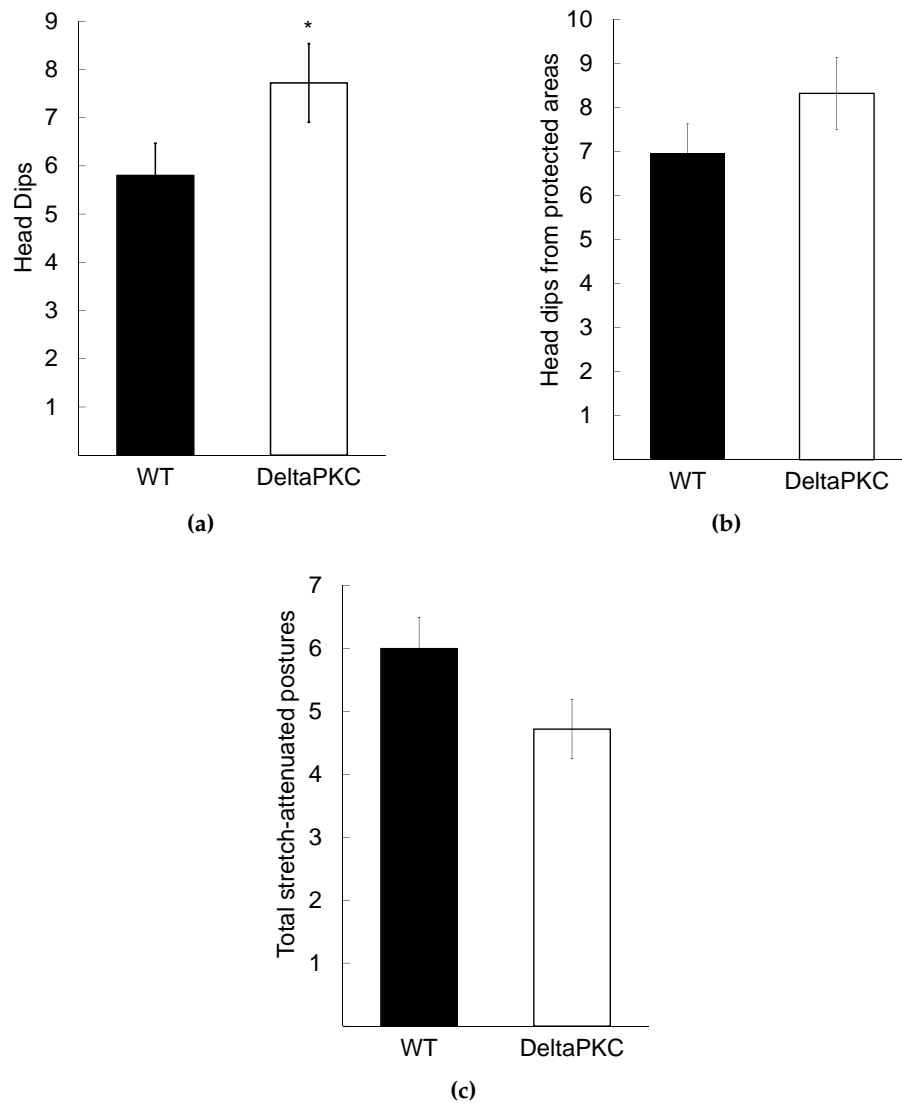 Head Dips
9
8
7
6
5
4
3
2
1
*
WT
DeltaPKC
(a)
Head dips from protected areas
10
9
8
7
6
5
4
3
2
1
WT
DeltaPKC
(b)
Total stretch-attenuated postures
7
6
5
4
3
2
1
WT
DeltaPKC
(c)